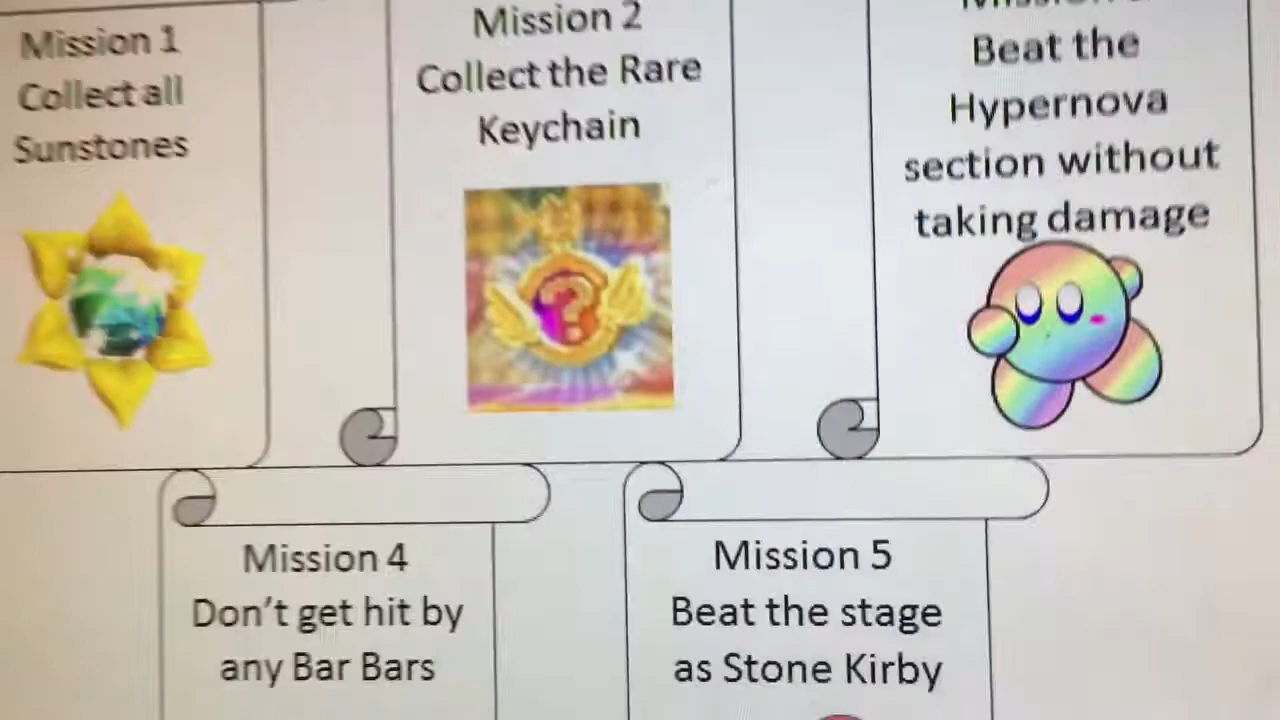 Mission 1
Collect all
Sunstones
Mission 2
Collect the Rare
Keychain
Beat the
Hypernova
section without
taking damage
Mission 4
Don't get hit by
any Bar Bars
Mission 5
Beat the stage
as Stone Kirby